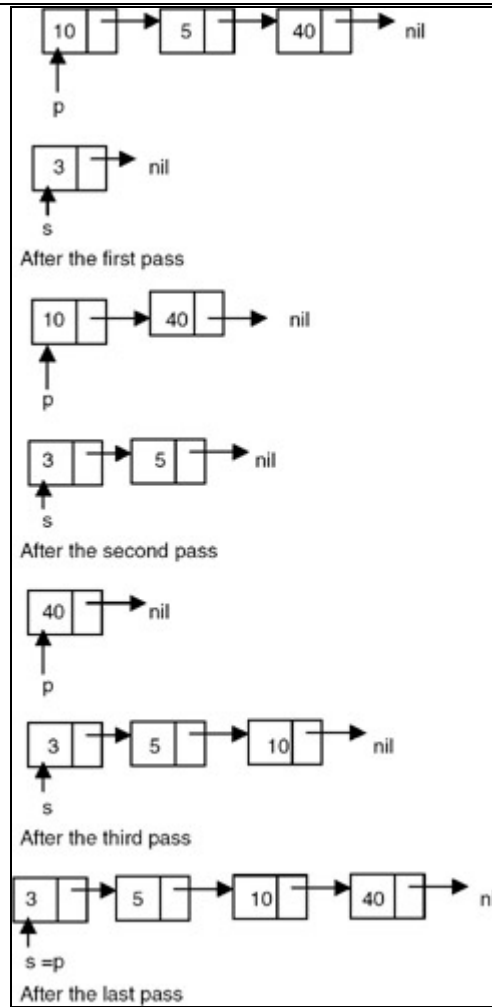 10 5 40 nil
p
3 nil
s
After the first pass
10 40 nil
p
3 5 nil
s
After the second pass
40 nil
p
3 5 10 nil
s
After the third pass
3 5 10 40 ni
s =p
After the last pass